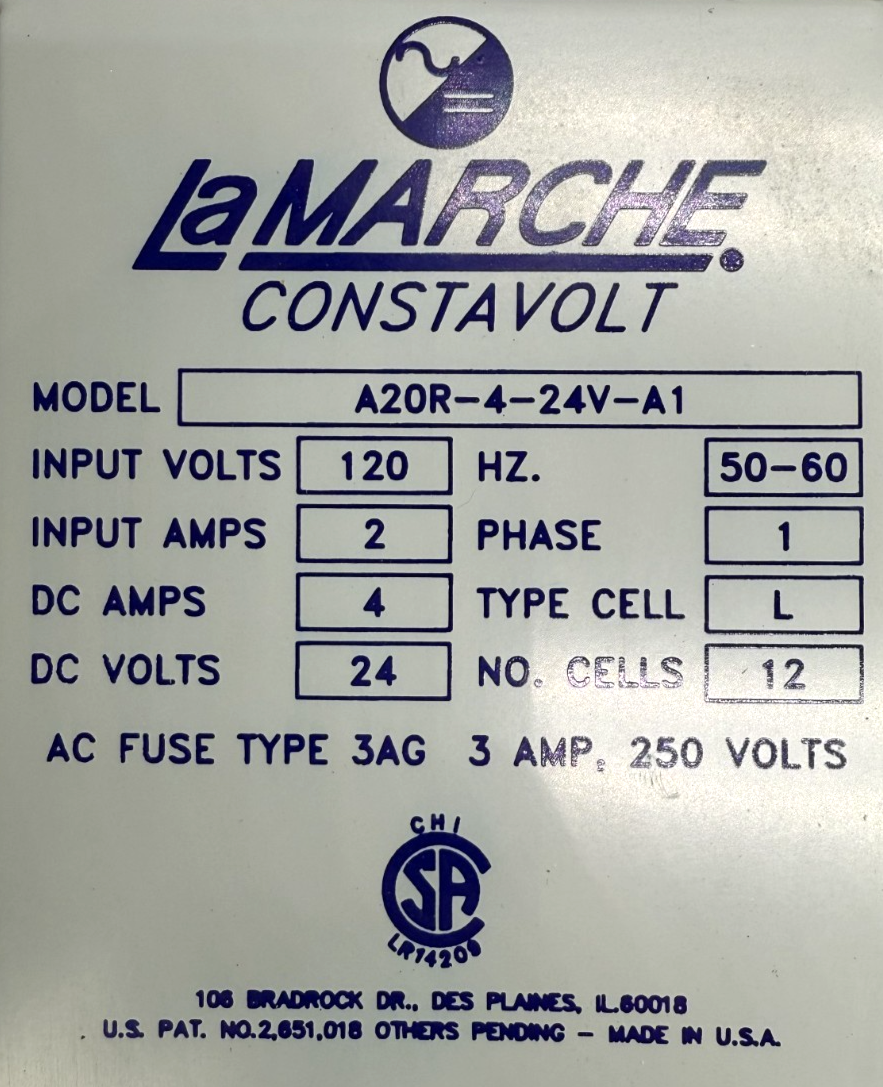 LaMARCHE.
CONSTAVOLT
MODEL A20R-4-24V-A1
INPUT VOLTS 120 HZ. 50-60
INPUT AMPS 2 PHASE 1
DC AMPS 4 TYPE CELL L
DC VOLTS 24 NO. CELLS 12
AC FUSE TYPE 3AG 3 AMP. 250 VOLTS
CHI
CSA
LR14209
106 BRADROCK DR., DES PLAINES, IL.60018
U.S. PAT. NO.2,651,018 OTHERS PENDING - MADE IN U.S.A.